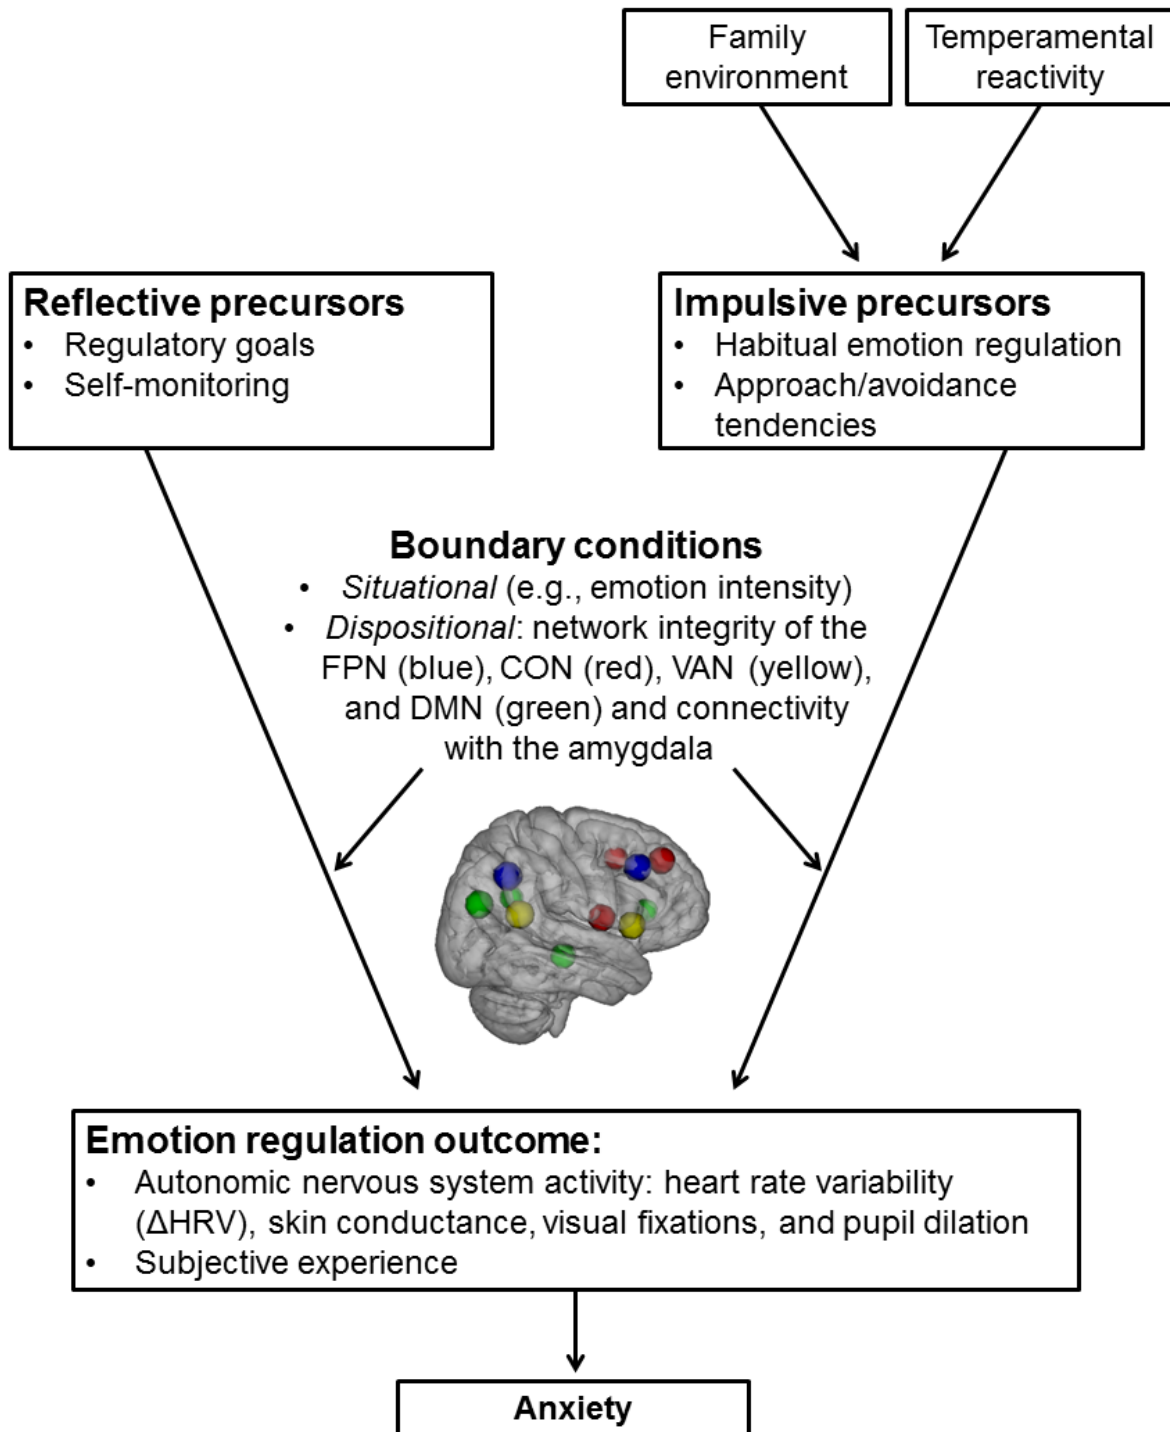 Family
environment
Temperamental
reactivity
Reflective precursors
• Regulatory goals
• Self-monitoring
Impulsive precursors
• Habitual emotion regulation
• Approach/avoidance
tendencies
Boundary conditions
• Situational (e.g., emotion intensity)
• Dispositional: network integrity of the
FPN (blue), CON (red), VAN (yellow),
and DMN (green) and connectivity
with the amygdala
Emotion regulation outcome:
• Autonomic nervous system activity: heart rate variability
(ΔHRV), skin conductance, visual fixations, and pupil dilation
• Subjective experience
Anxiety